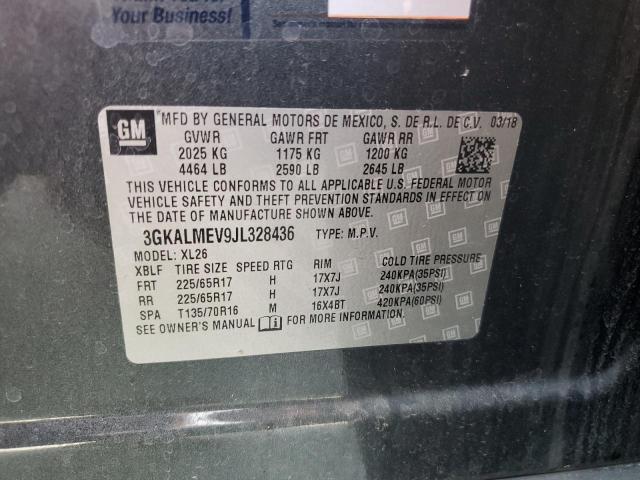 Your Business!
GM
*MFD BY GENERAL MOTORS DE MEXICO, S. DE R.L. DE C.V. 03/18
GVWR GAWR FRT GAWR RR
2025 KG 1175 KG 1200 KG
4464 LB 2590 LB 2645 LB
THIS VEHICLE CONFORMS TO ALL APPLICABLE U.S. FEDERAL MOTOR
VEHICLE SAFETY AND THEFT PREVENTION STANDARDS IN EFFECT ON
THE DATE OF MANUFACTURE SHOWN ABOVE.
3GKALMEV9JL328436 TYPE: M.P.V.
MODEL: XL26
XBLF TIRE SIZE SPEED RTG RIM COLD TIRE PRESSURE
FRT 225/65R17 H 17X7J 240KPA(35PSI)
RR 225/65R17 H 17X7J 240KPA(35PSI)
SPA T135/70R16 M 16X4BT 420KPA(60PSI)
SEE OWNER'S MANUAL FOR MORE INFORMATION.